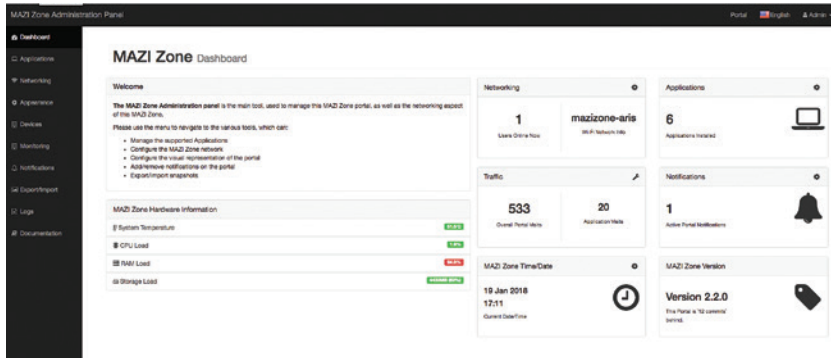 MAZI Zone Administration Panel
Portal
English
Admin
Dashboard
Applications
Networking
Appearance
Devices
Monitoring
Notifications
Export/Import
Logs
Documentation
MAZI Zone Dashboard
Welcome
The MAZI Zone Administration panel is the main tool, used to manage this MAZI Zone portal, as well as the networking aspect
of this MAZI Zone.
Please use the menu to navigate to the various tools, which can:
Manage the supported Applications
Configure the MAZI Zone network
Configure the visual representation of the portal
Add/remove notifications on the portal
Export/import snapshots
MAZI Zone Hardware Information
System Temperature
CPU Load
RAM Load
Storage Load
Networking
1
Users Online Now
mazizone-aris
Wi-Fi Network Info
Applications
6
Applications Installed
Traffic
533
Overall Portal Visits
20
Application Visits
Notifications
1
Active Portal Notifications
MAZI Zone Time/Date
19 Jan 2018
17:11
Current Date/Time
MAZI Zone Version
Version 2.2.0
This Portal is '12 commits'
behind.